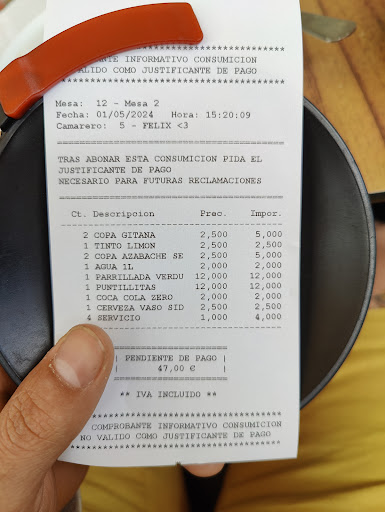 ****************************
ANTE INFORMATIVO CONSUMICION
VALIDO COMO JUSTIFICANTE DE PAGO
********************************
Mesa: 12 - Mesa 2
Fecha: 01/05/2024 Hora: 15:20:09
Camarero: 5 - FELIX <3
================================
TRAS ABONAR ESTA CONSUMICION PIDA EL
JUSTIFICANTE DE PAGO
NECESARIO PARA FUTURAS RECLAMACIONES
================================
Ct. Descripcion Prec. Impor.
--------------------------------
2 COPA GITANA 2,500 5,000
1 TINTO LIMON 2,500 2,500
2 COPA AZABACHE SE 2,500 5,000
1 AGUA 1L 2,000 2,000
1 PARRILLADA VERDU 12,000 12,000
1 PUNTILLITAS 12,000 12,000
1 COCA COLA ZERO 2,000 2,000
1 CERVEZA VASO SID 2,500 2,500
4 SERVICIO 1,000 4,000
--------------------------------
====================
| PENDIENTE DE PAGO |
| 47,00 € |
====================
** IVA INCLUIDO **
********************************
COMPROBANTE INFORMATIVO CONSUMICION
NO VALIDO COMO JUSTIFICANTE DE PAGO
********************************